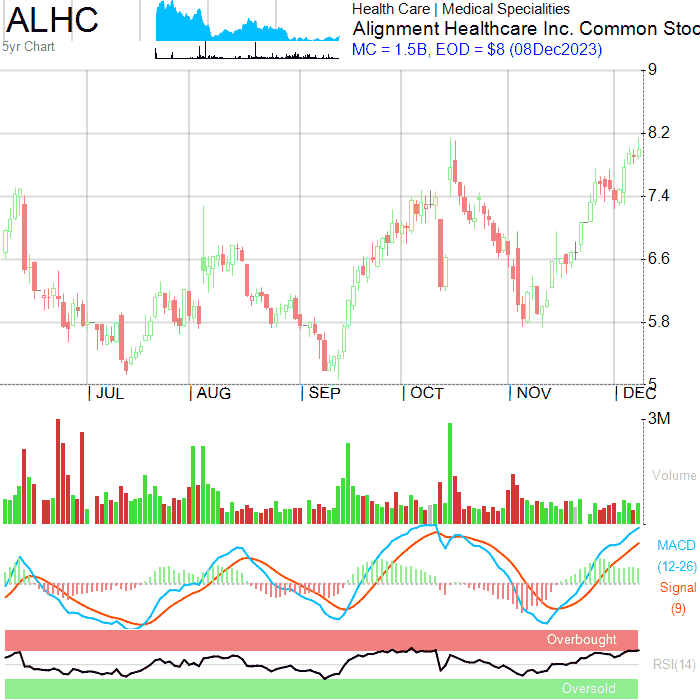 ALHC
5yr Chart
Health Care | Medical Specialities
Alignment Healthcare Inc. Common Stoc
MC = 1.5B, EOD = $8 (08Dec2023)
9
8.2
7.4
6.6
5.8
5
| JUL | AUG | SEP | OCT | NOV | DEC
3M
Volume
MACD
(12-26)
Signal
(9)
Overbought
RSI(14)
Oversold